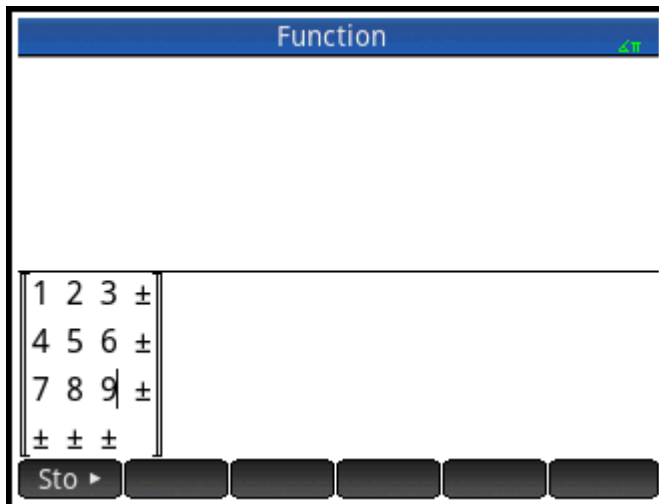 Function
∡π
1 2 3 ±
4 5 6 ±
7 8 9 ±
± ± ±
Sto ▸